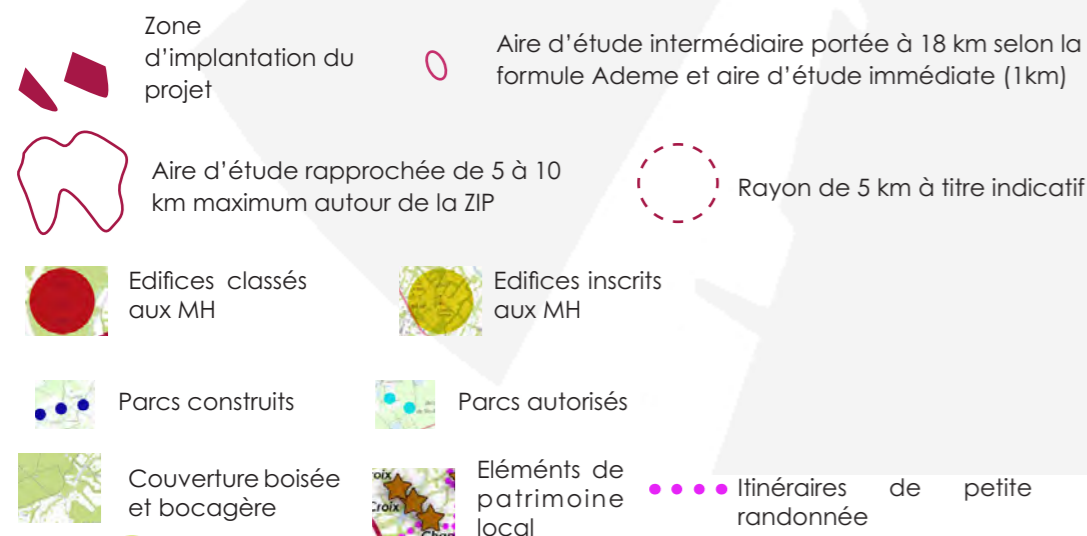 Zone
d'implantation du
projet
Aire d'étude intermédiaire portée à 18 km selon la
formule Ademe et aire d'étude immédiate (1km)
Aire d'étude rapprochée de 5 à 10
km maximum autour de la ZIP
Rayon de 5 km à titre indicatif
Edifices classés
aux MH
Edifices inscrits
aux MH
Parcs construits
Parcs autorisés
Couverture boisée
et bocagère
Croix
Eléménts de
patrimoine
local
Itinéraires de petite
randonnée